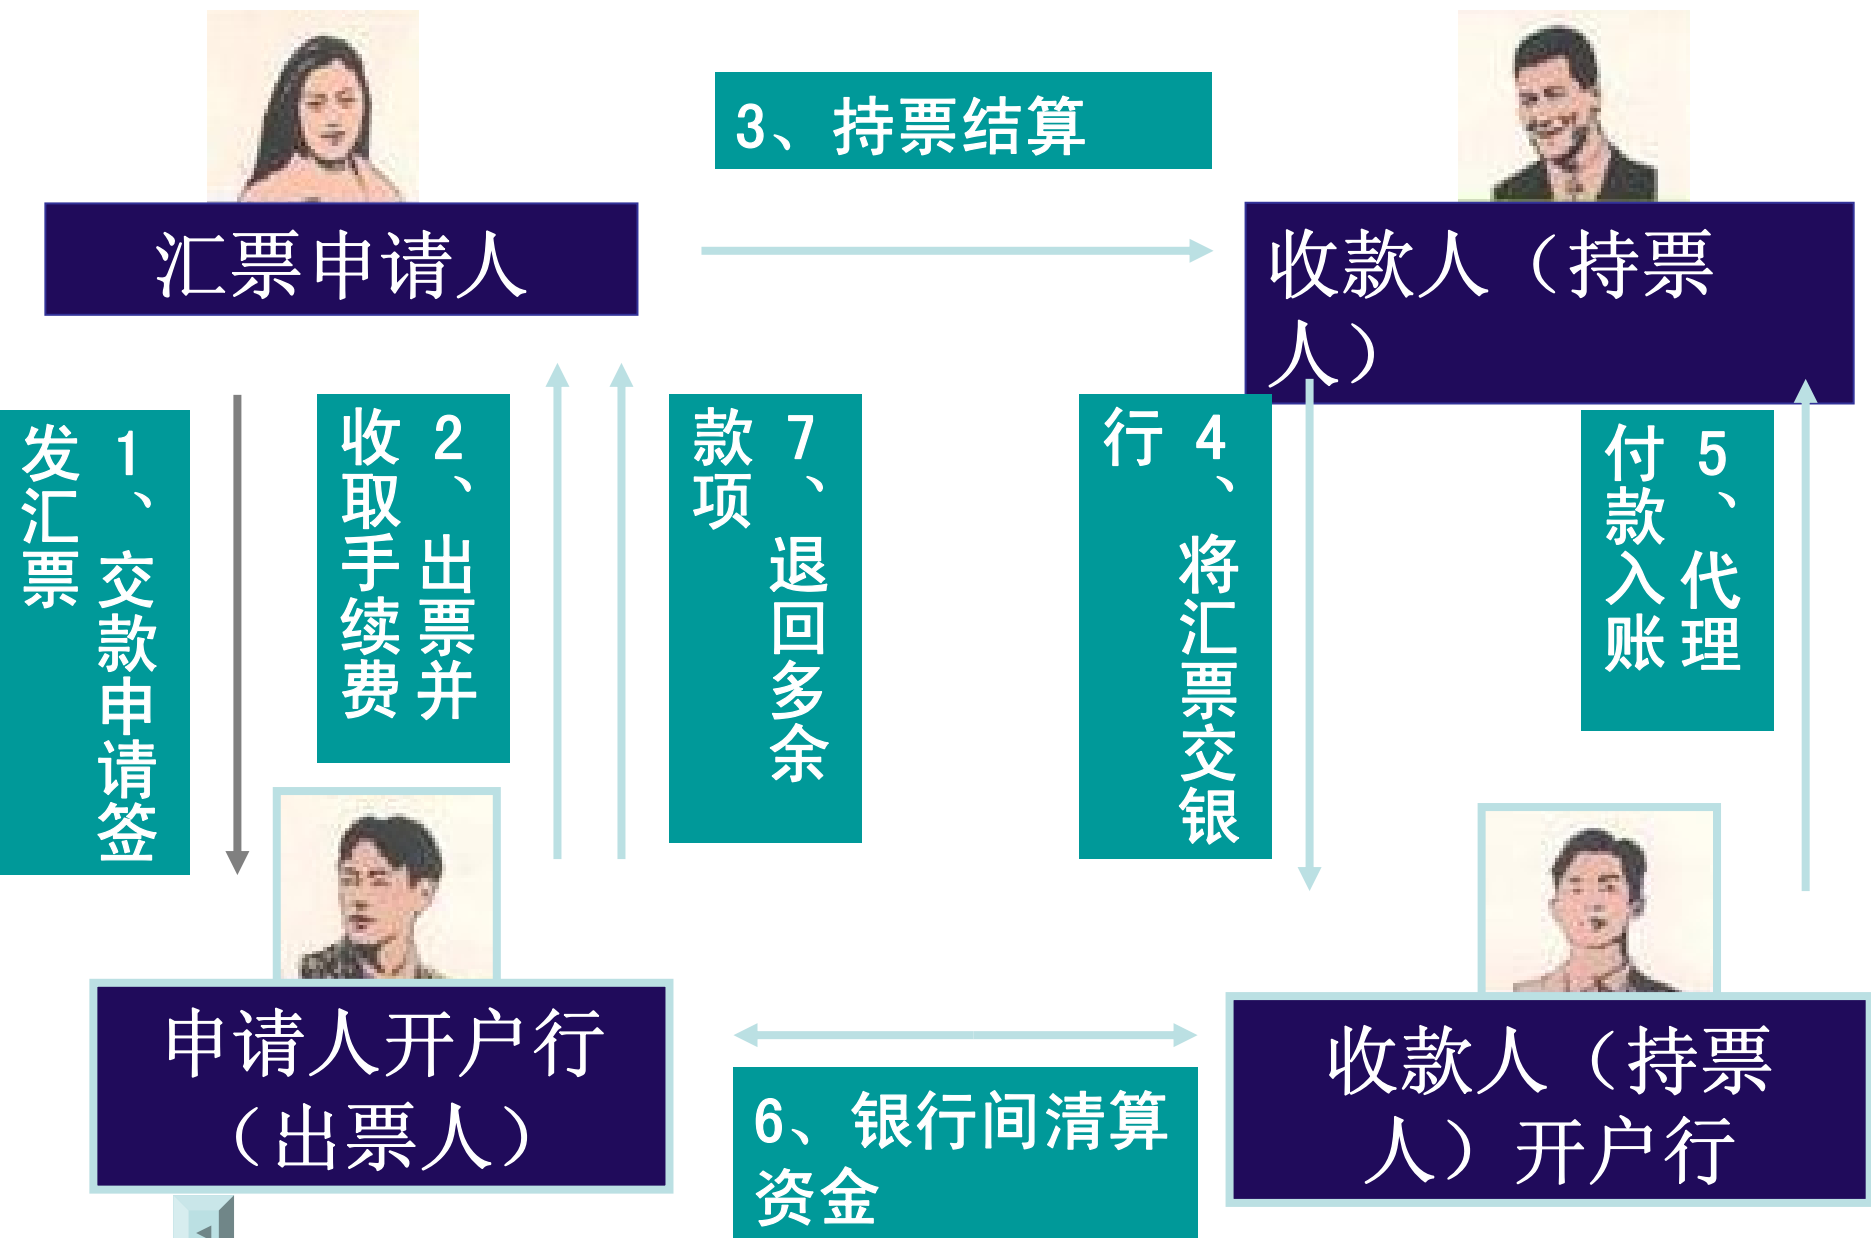 3、持票结算
汇票申请人
收款人（持票
人）
1、交款申请签
发汇票
2、出票并
收取手续费
7、退回多余
款项
4、将汇票交银
行
5、代理
付款入账
申请人开户行
（出票人）
6、银行间清算
资金
收款人（持票
人）开户行